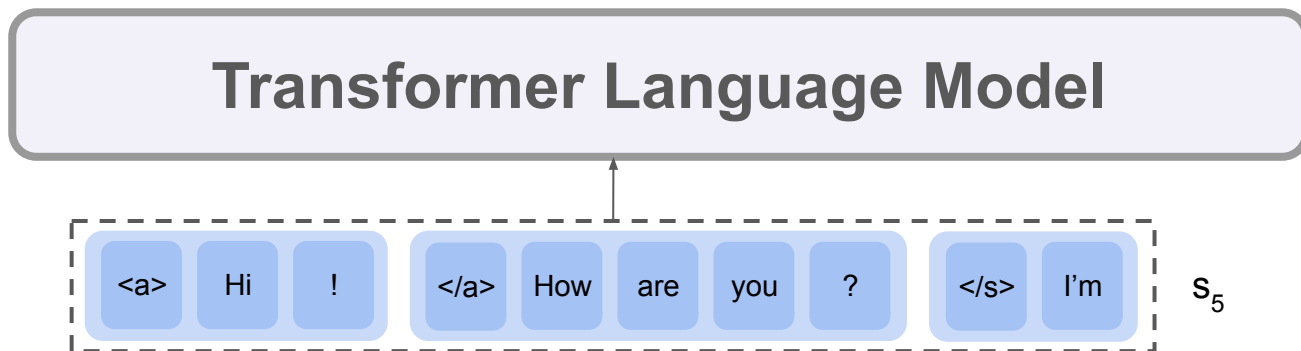 Transformer Language Model
<a> Hi ! </a> How are you ? </s> I'm s₅